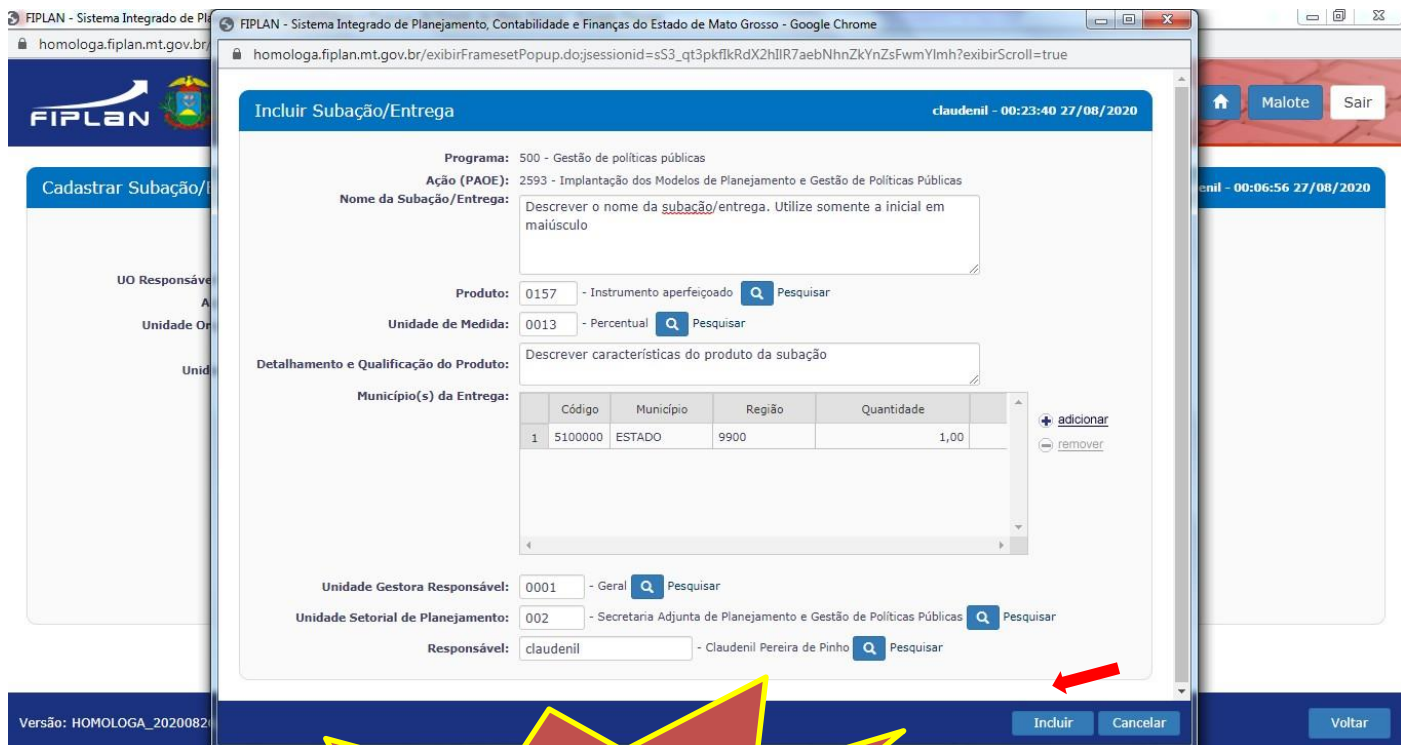 FIPLAN - Sistema Integrado de Pla
FIPLAN - Sistema Integrado de Planejamento, Contabilidade e Finanças do Estado de Mato Grosso - Google Chrome
homologa.fiplan.mt.gov.br/
homologa.fiplan.mt.gov.br/exibirFramesetPopup.do;jsessionid=sS3_qt3pkfIkRdX2hIlR7aebNhnZkYnZsFwmYlmh?exibirScroll=true
FIPLAN
Malote Sair
Incluir Subação/Entrega claudenil - 00:23:40 27/08/2020
Cadastrar Subação/E
enil - 00:06:56 27/08/2020
Programa: 500 - Gestão de políticas públicas
Ação (PAOE): 2593 - Implantação dos Modelos de Planejamento e Gestão de Políticas Públicas
Nome da Subação/Entrega: Descrever o nome da subação/entrega. Utilize somente a inicial em
maiúsculo
UO Responsáve
A
Unidade Or
Unid
Produto: 0157 - Instrumento aperfeiçoado Pesquisar
Unidade de Medida: 0013 - Percentual Pesquisar
Detalhamento e Qualificação do Produto: Descrever características do produto da subação
Município(s) da Entrega:
Código Município Região Quantidade
1 5100000 ESTADO 9900 1,00
adicionar
remover
Unidade Gestora Responsável: 0001 - Geral Pesquisar
Unidade Setorial de Planejamento: 002 - Secretaria Adjunta de Planejamento e Gestão de Políticas Públicas Pesquisar
Responsável: claudenil - Claudenil Pereira de Pinho Pesquisar
Versão: HOMOLOGA_2020082
Incluir Cancelar
Voltar